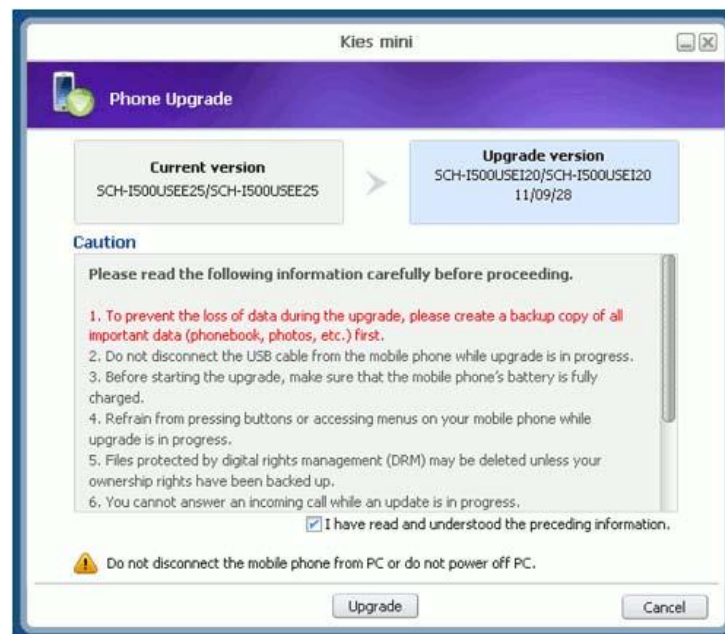 Kies mini
Phone Upgrade
Current version
SCH-I500USEE25/SCH-I500USEE25
Upgrade version
SCH-I500USEI20/SCH-I500USEI20
11/09/28
Caution
Please read the following information carefully before proceeding.
1. To prevent the loss of data during the upgrade, please create a backup copy of all
important data (phonebook, photos, etc.) first.
2. Do not disconnect the USB cable from the mobile phone while upgrade is in progress.
3. Before starting the upgrade, make sure that the mobile phone's battery is fully
charged.
4. Refrain from pressing buttons or accessing menus on your mobile phone while
upgrade is in progress.
5. Files protected by digital rights management (DRM) may be deleted unless your
ownership rights have been backed up.
6. You cannot answer an incoming call while an update is in progress.
I have read and understood the preceding information.
Do not disconnect the mobile phone from PC or do not power off PC.
Upgrade
Cancel